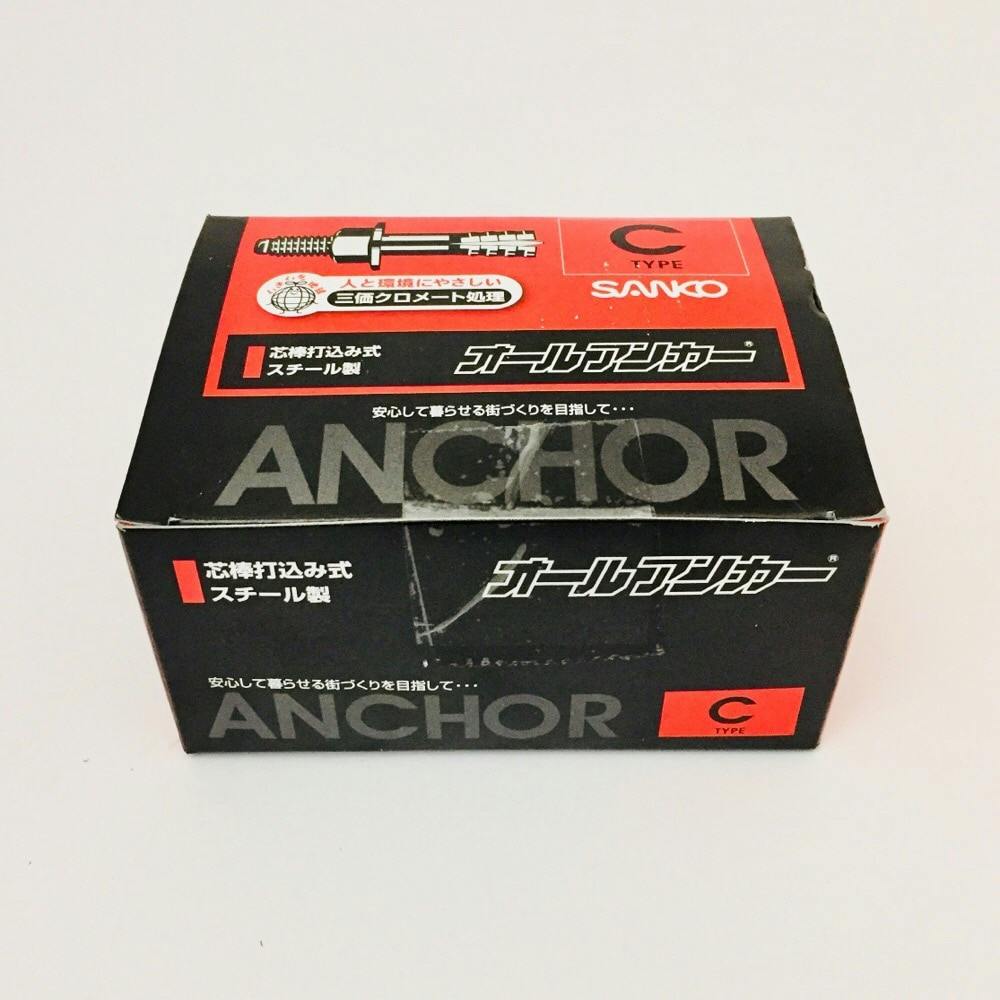 C
TYPE
SANKO
人と環境にやさしい
三価クロメート処理
芯棒打込み式
スチール製
オールアンカー®
安心して暮らせる街づくりを目指して・・・
ANCHOR
芯棒打込み式
スチール製
オールアンカー®
安心して暮らせる街づくりを目指して・・・
ANCHOR
C
TYPE